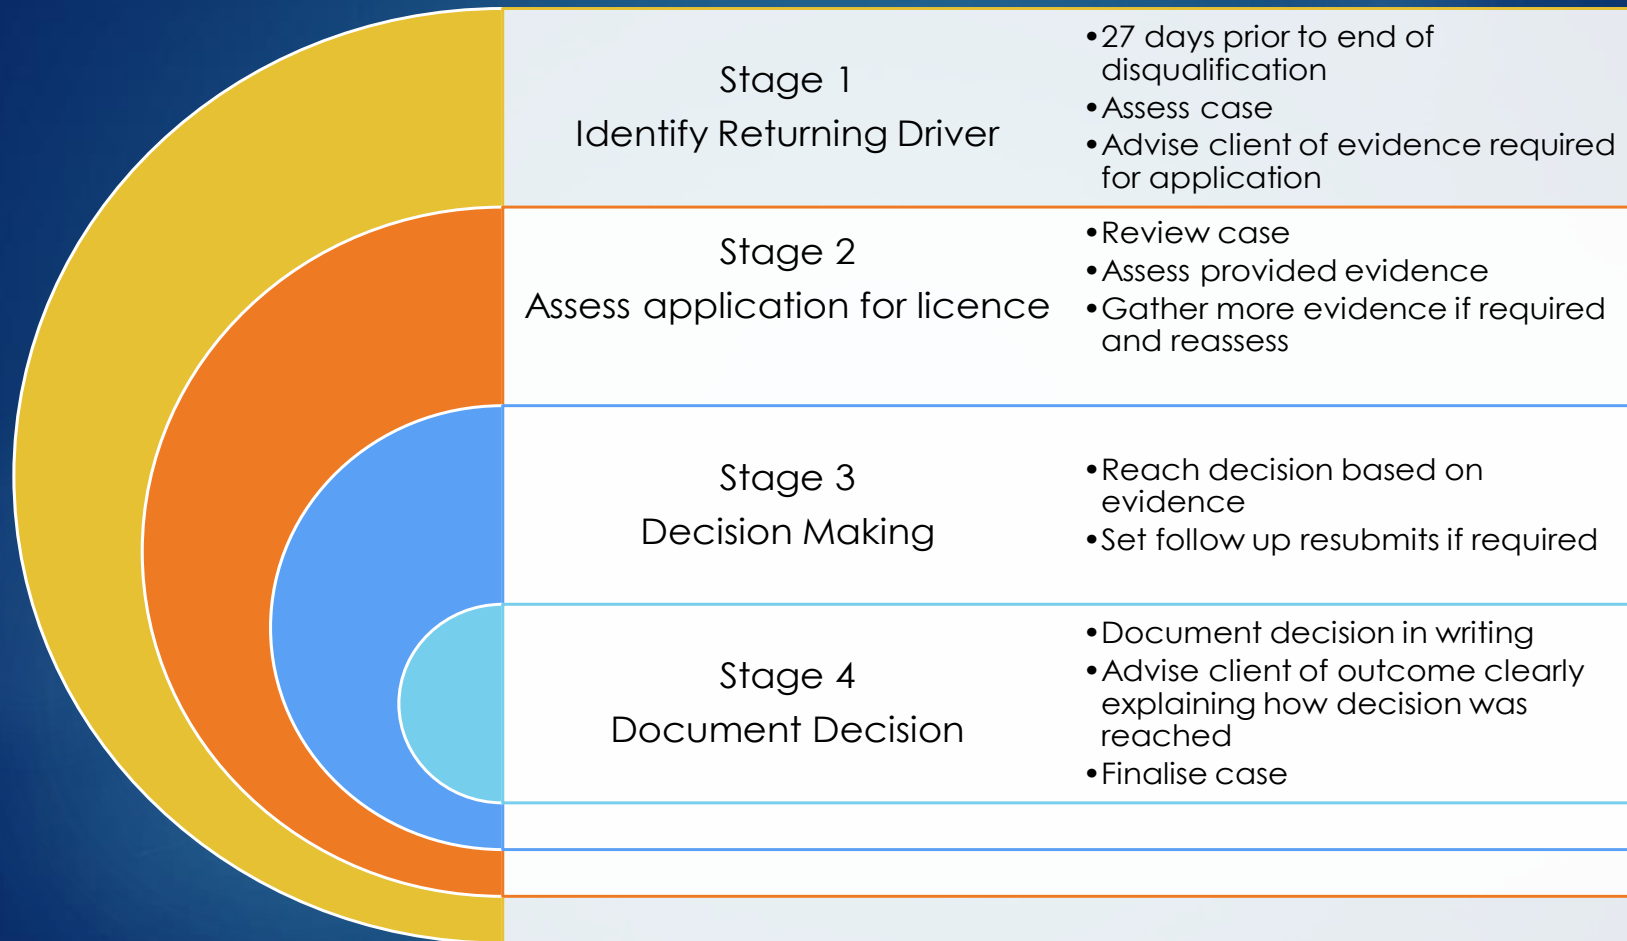 Stage 1
Identify Returning Driver
•27 days prior to end of
disqualification
•Assess case
•Advise client of evidence required
for application
Stage 2
Assess application for licence
•Review case
•Assess provided evidence
•Gather more evidence if required
and reassess
Stage 3
Decision Making
•Reach decision based on
evidence
•Set follow up resubmits if required
Stage 4
Document Decision
•Document decision in writing
•Advise client of outcome clearly
explaining how decision was
reached
•Finalise case